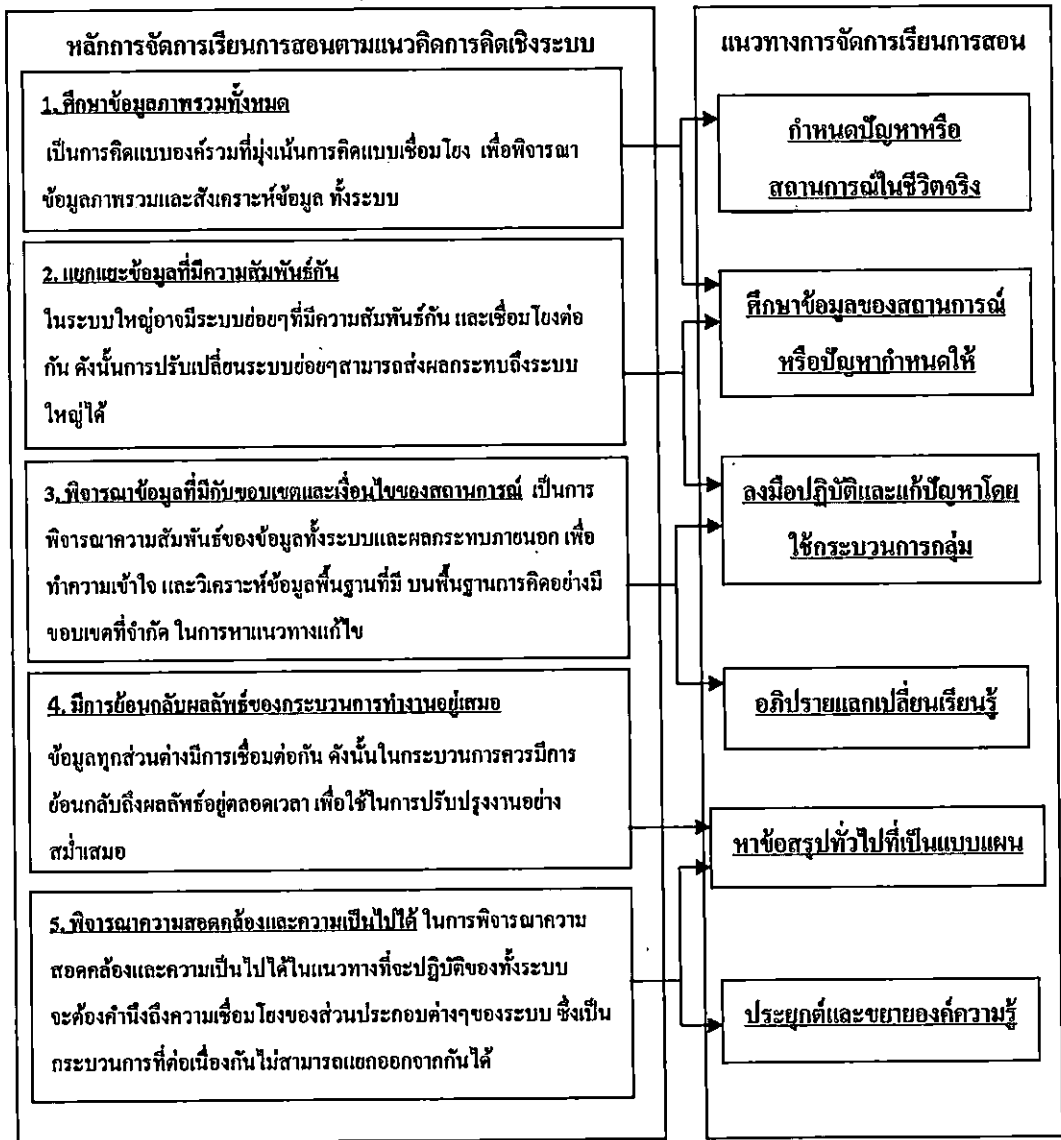 หลักการจัดการเรียนการสอนตามแนวคิดการคิดเชิงระบบ
1. ศึกษาข้อมูลภาพรวมทั้งหมด
เป็นการคิดแบบองค์รวมที่มุ่งเน้นการคิดแบบเชื่อมโยง เพื่อพิจารณา
ข้อมูลภาพรวมและสังเคราะห์ข้อมูล ทั้งระบบ
2. แยกแยะข้อมูลที่มีความสัมพันธ์กัน
ในระบบใหญ่อาจมีระบบย่อยๆที่มีความสัมพันธ์กัน และเชื่อมโยงต่อ
กัน ดังนั้นการปรับเปลี่ยนระบบย่อยๆสามารถส่งผลกระทบถึงระบบ
ใหญ่ได้
3. พิจารณาข้อมูลที่มีกับขอบเขตและเงื่อนไขของสถานการณ์ เป็นการ
พิจารณาความสัมพันธ์ของข้อมูลทั้งระบบและผลกระทบภายนอก เพื่อ
ทำความเข้าใจ และวิเคราะห์ข้อมูลพื้นฐานที่มี บนพื้นฐานการคิดอย่างมี
ขอบเขตที่จำกัด ในการหาแนวทางแก้ไข
4. มีการย้อนกลับผลลัพธ์ของกระบวนการทำงานอยู่เสมอ
ข้อมูลทุกส่วนต่างมีการเชื่อมต่อกัน ดังนั้นในกระบวนการควรมีการ
ย้อนกลับถึงผลลัพธ์อยู่ตลอดเวลา เพื่อใช้ในการปรับปรุงงานอย่าง
สม่ำเสมอ
5. พิจารณาความสอดคล้องและความเป็นไปได้ ในการพิจารณาความ
สอดคล้องและความเป็นไปได้ในแนวทางที่จะปฏิบัติของทั้งระบบ
จะต้องคำนึงถึงความเชื่อมโยงของส่วนประกอบต่างๆของระบบ ซึ่งเป็น
กระบวนการที่ต่อเนื่องกันไม่สามารถแยกออกจากกันได้
แนวทางการจัดการเรียนการสอน
กำหนดปัญหาหรือ
สถานการณ์ในชีวิตจริง
ศึกษาข้อมูลของสถานการณ์
หรือปัญหากำหนดให้
ลงมือปฏิบัติและแก้ปัญหาโดย
ใช้กระบวนการกลุ่ม
อภิปรายแลกเปลี่ยนเรียนรู้
หาข้อสรุปทั่วไปที่เป็นแบบแผน
ประยุกต์และขยายองค์ความรู้